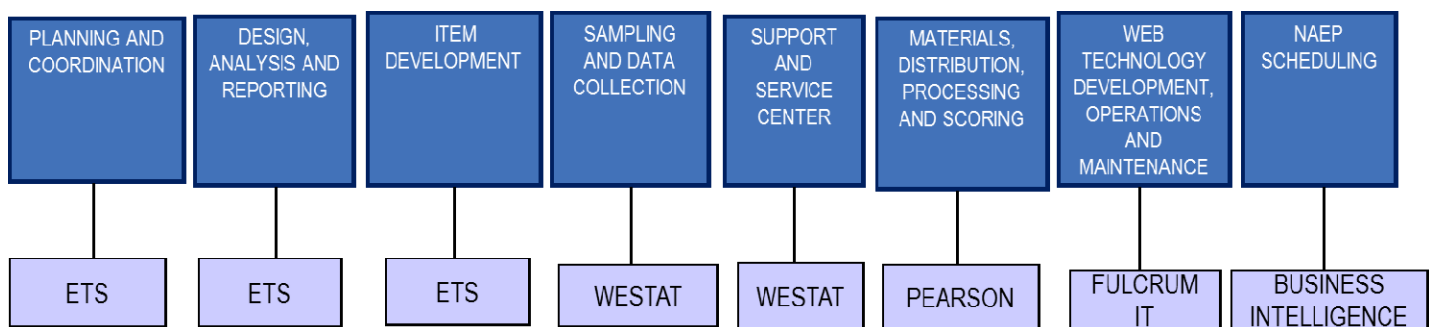 PLANNING AND
COORDINATION
DESIGN,
ANALYSIS AND
REPORTING
ITEM
DEVELOPMENT
SAMPLING
AND DATA
COLLECTION
SUPPORT
AND
SERVICE
CENTER
MATERIALS,
DISTRIBUTION,
PROCESSING
AND SCORING
WEB
TECHNOLOGY
DEVELOPMENT,
OPERATIONS
AND
MAINTENANCE
NAEP
SCHEDULING
ETS
ETS
ETS
WESTAT
WESTAT
PEARSON
FULCRUM
IT
BUSINESS
INTELLIGENCE